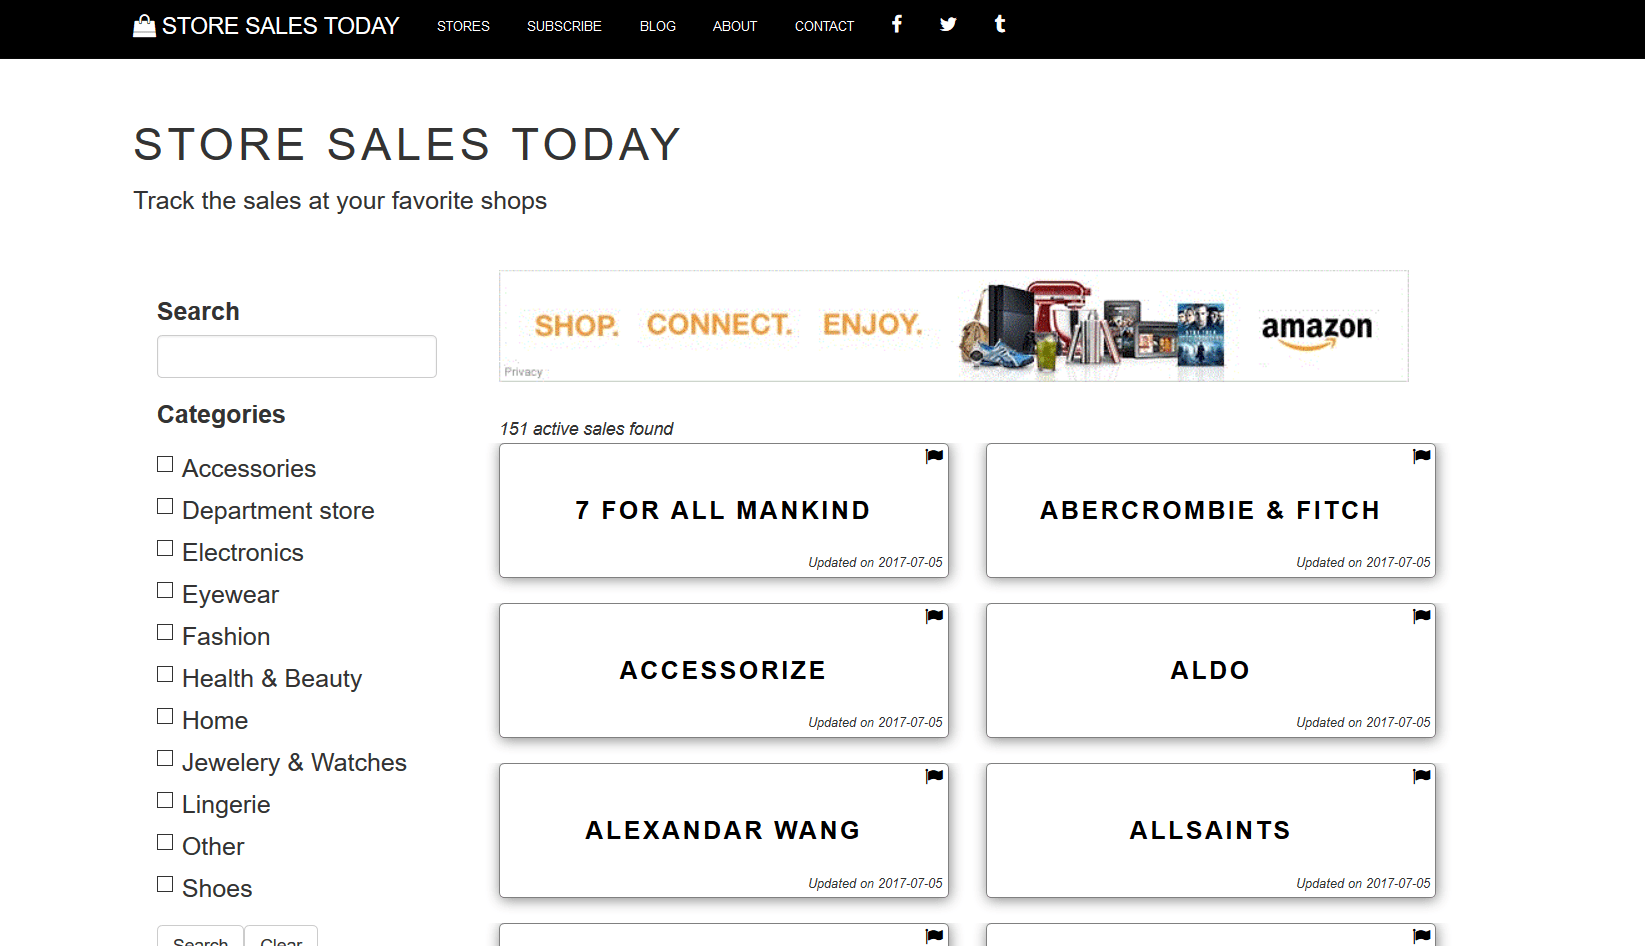 STORE SALES TODAY STORES SUBSCRIBE BLOG ABOUT CONTACT
STORE SALES TODAY
Track the sales at your favorite shops
Search
Categories
Accessories
Department store
Electronics
Eyewear
Fashion
Health & Beauty
Home
Jewelery & Watches
Lingerie
Other
Shoes
Search Clear
SHOP. CONNECT. ENJOY. amazon
Privacy
151 active sales found
7 FOR ALL MANKIND
Updated on 2017-07-05
ABERCROMBIE & FITCH
Updated on 2017-07-05
ACCESSORIZE
Updated on 2017-07-05
ALDO
Updated on 2017-07-05
ALEXANDAR WANG
Updated on 2017-07-05
ALLSAINTS
Updated on 2017-07-05